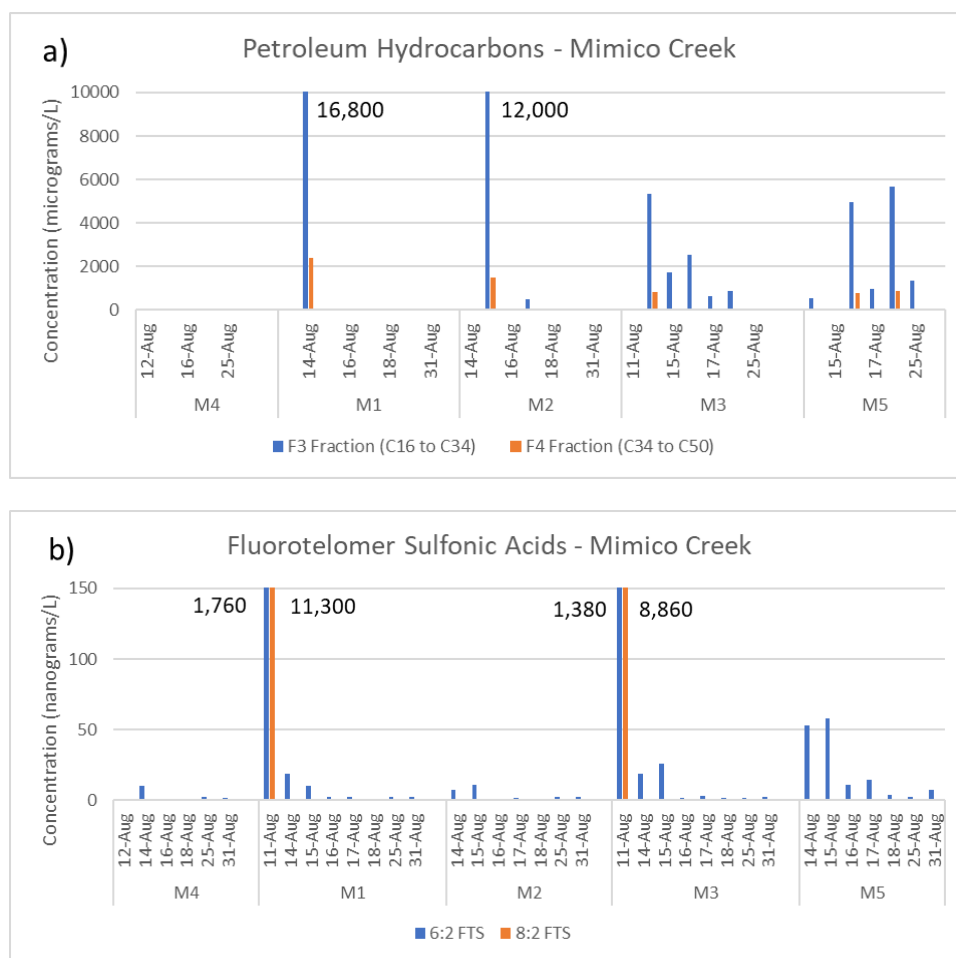 a)
Petroleum Hydrocarbons - Mimico Creek
Concentration (micrograms/L)
10000
8000
6000
4000
2000
0
16,800
12,000
12-Aug 16-Aug 25-Aug 14-Aug 16-Aug 18-Aug 31-Aug 14-Aug 16-Aug 18-Aug 31-Aug 11-Aug 15-Aug 17-Aug 25-Aug 15-Aug 17-Aug 25-Aug
M4 M1 M2 M3 M5
F3 Fraction (C16 to C34) F4 Fraction (C34 to C50)
b)
Fluorotelomer Sulfonic Acids - Mimico Creek
Concentration (nanograms/L)
150
100
50
0
1,760 11,300 1,380 8,860
12-Aug 14-Aug 16-Aug 18-Aug 25-Aug 31-Aug 11-Aug 14-Aug 15-Aug 16-Aug 17-Aug 18-Aug 25-Aug 31-Aug 14-Aug 15-Aug 16-Aug 17-Aug 18-Aug 25-Aug 31-Aug 11-Aug 14-Aug 15-Aug 16-Aug 17-Aug 18-Aug 25-Aug 31-Aug 14-Aug 15-Aug 16-Aug 17-Aug 18-Aug 25-Aug 31-Aug
M4 M1 M2 M3 M5
6:2 FTS 8:2 FTS